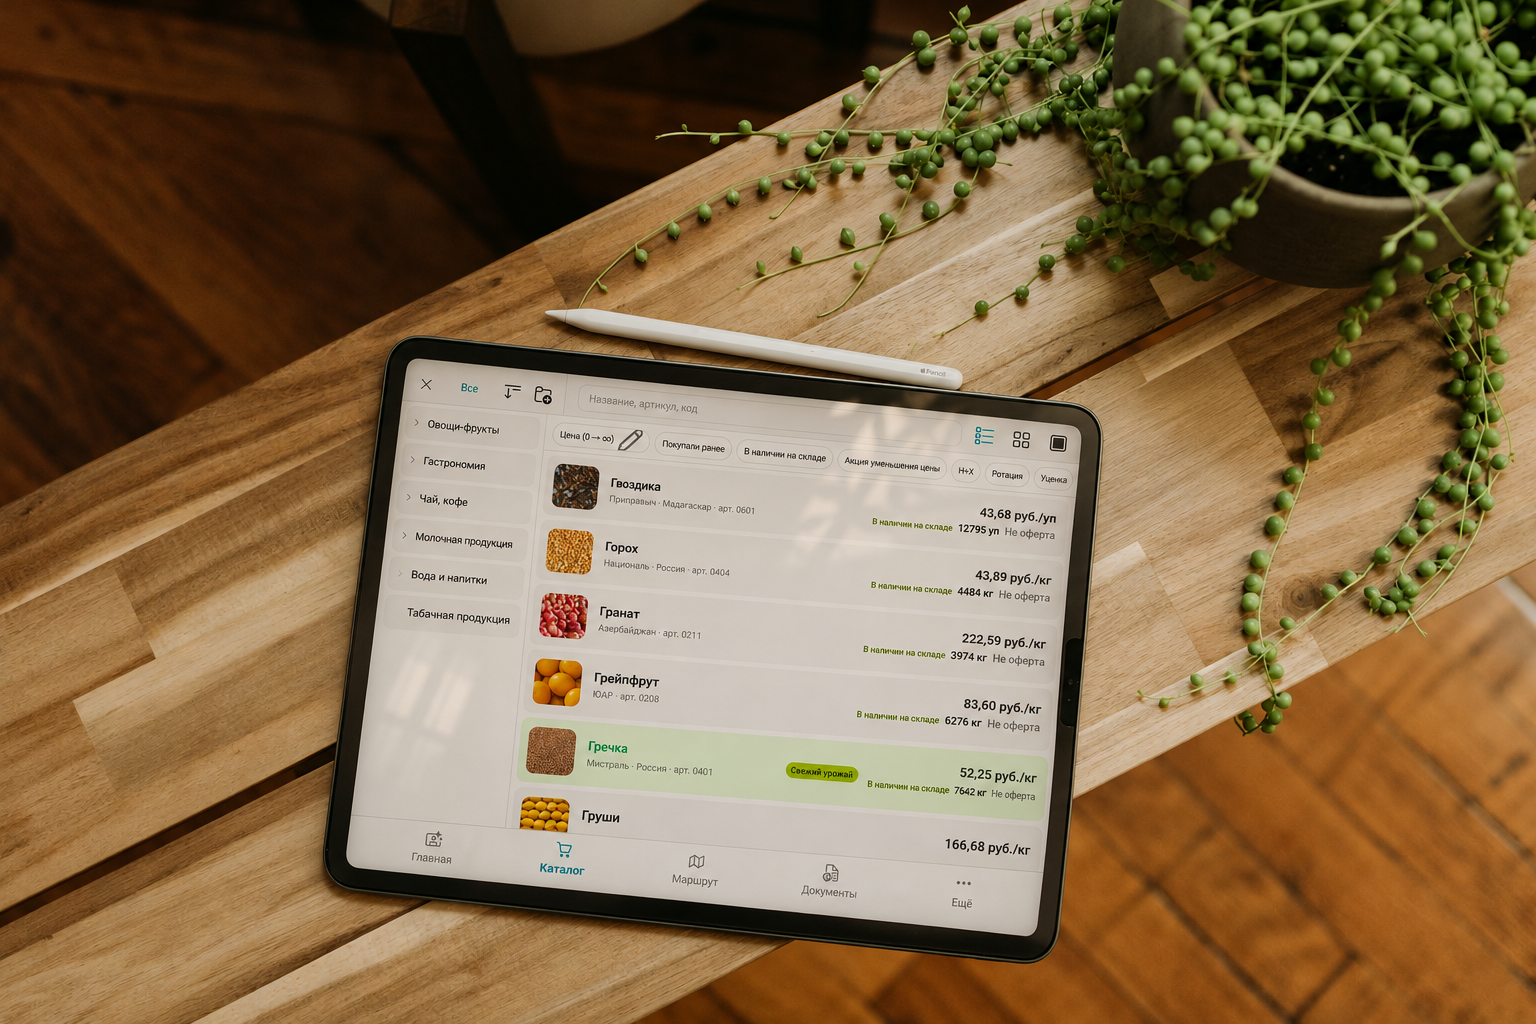 Pencil
Все
Название, артикул, код
Овощи-фрукты
Гастрономия
Чай, кофе
Молочная продукция
Вода и напитки
Табачная продукция
Цена (0→∞)
Покупали ранее
В наличии на складе
Акция уменьшения цены
Н+Х
Ротация
Уценка
Гвоздика
Приправыч · Мадагаскар · арт. 0601
43,68 руб./уп
В наличии на складе 12795 уп Не оферта
Горох
Националь · Россия · арт. 0404
43,89 руб./кг
В наличии на складе 4484 кг Не оферта
Гранат
Азербайджан · арт. 0211
222,59 руб./кг
В наличии на складе 3974 кг Не оферта
Грейпфрут
ЮАР · арт. 0208
83,60 руб./кг
В наличии на складе 6276 кг Не оферта
Гречка
Мистраль · Россия · арт. 0401
Свежий урожай
52,25 руб./кг
В наличии на складе 7642 кг Не оферта
Груши
166,68 руб./кг
Главная
Каталог
Маршрут
Документы
Ещё